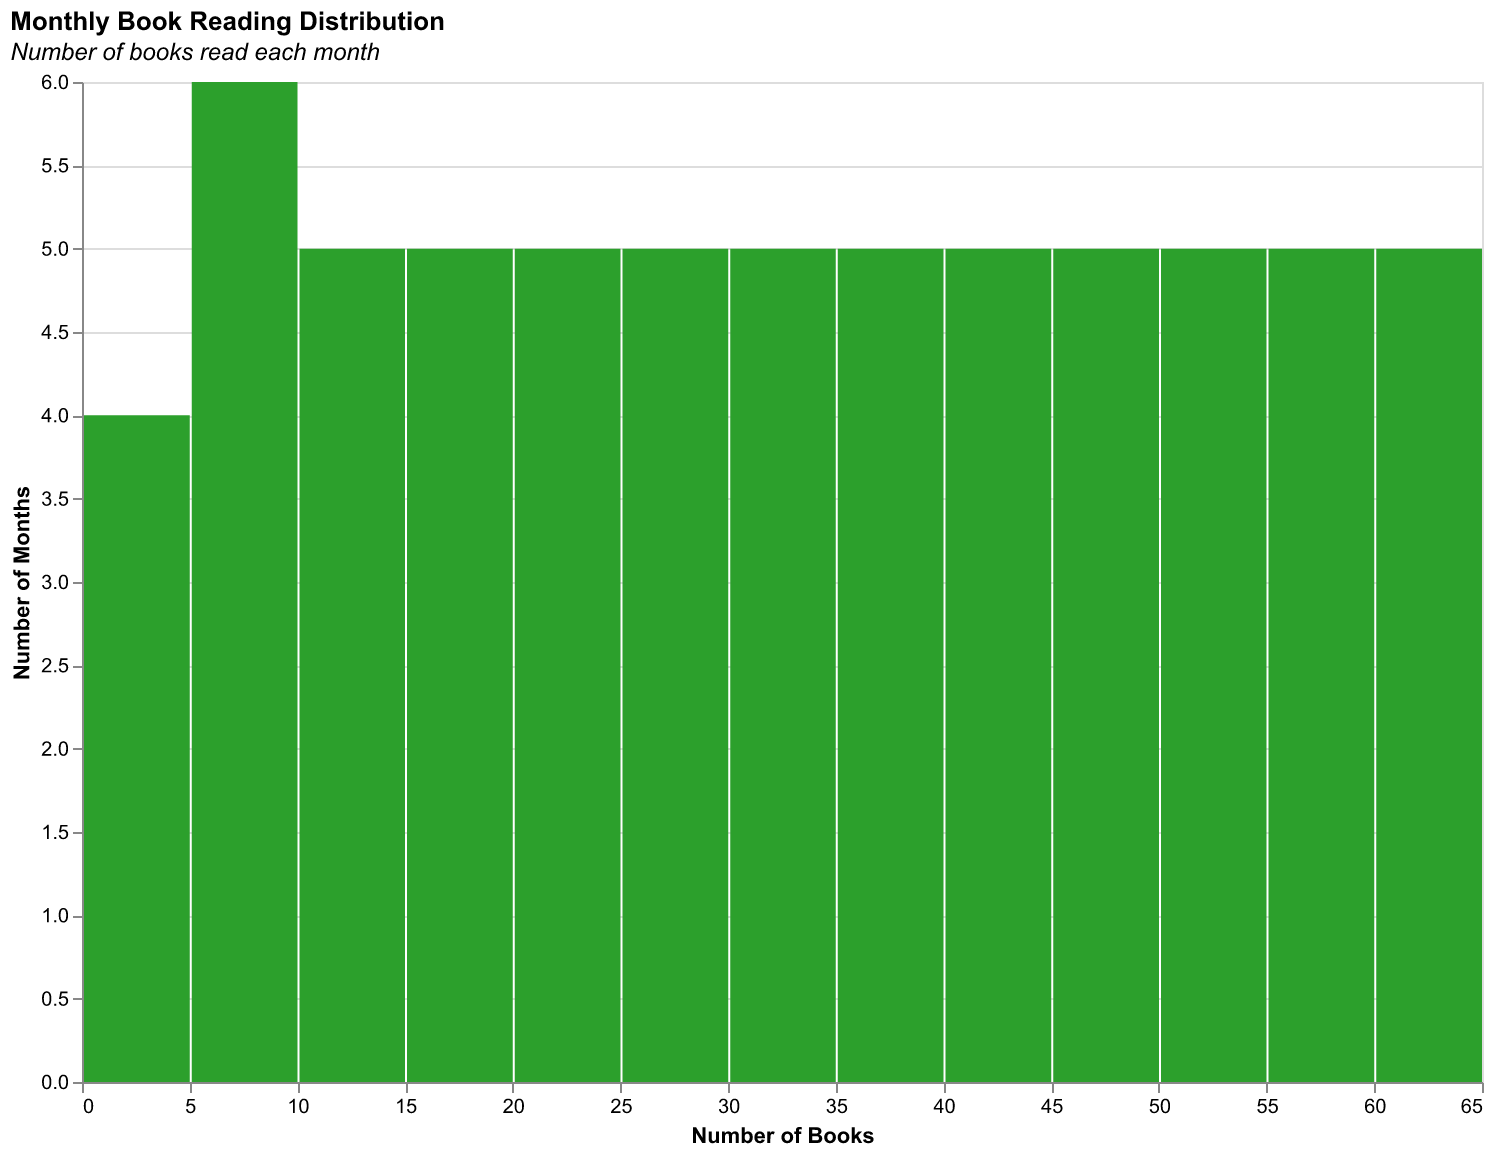 Monthly Book Reading Distribution
Number of books read each month
6.0
5.5
5.0
4.5
4.0
3.5
3.0
2.5
2.0
1.5
1.0
0.5
0.0
Number of Months
0 5 10 15 20 25 30 35 40 45 50 55 60 65
Number of Books